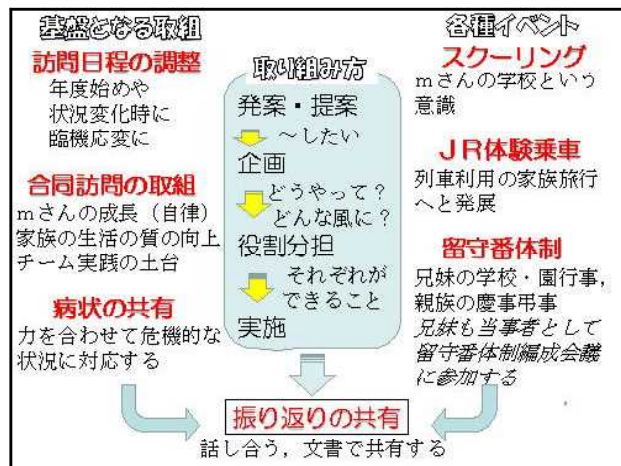 基盤となる取組
訪問日程の調整
年度始めや
状況変化時に
臨機応変に
合同訪問の取組
mさんの成長（自律）
家族の生活の質の向上
チーム実践の土台
病状の共有
力を合わせて危機的な
状況に対応する
取り組み方
発案・提案
～したい
企画
どうやって？
どんな風に？
役割分担
それぞれが
できること
実施
各種イベント
スクーリング
mさんの学校という
意識
ＪＲ体験乗車
列車利用の家族旅行
へと発展
留守番体制
兄妹の学校・園行事，
親族の慶事弔事
兄妹も当事者として
留守番体制編成会議
に参加する
振り返りの共有
話し合う，文書で共有する